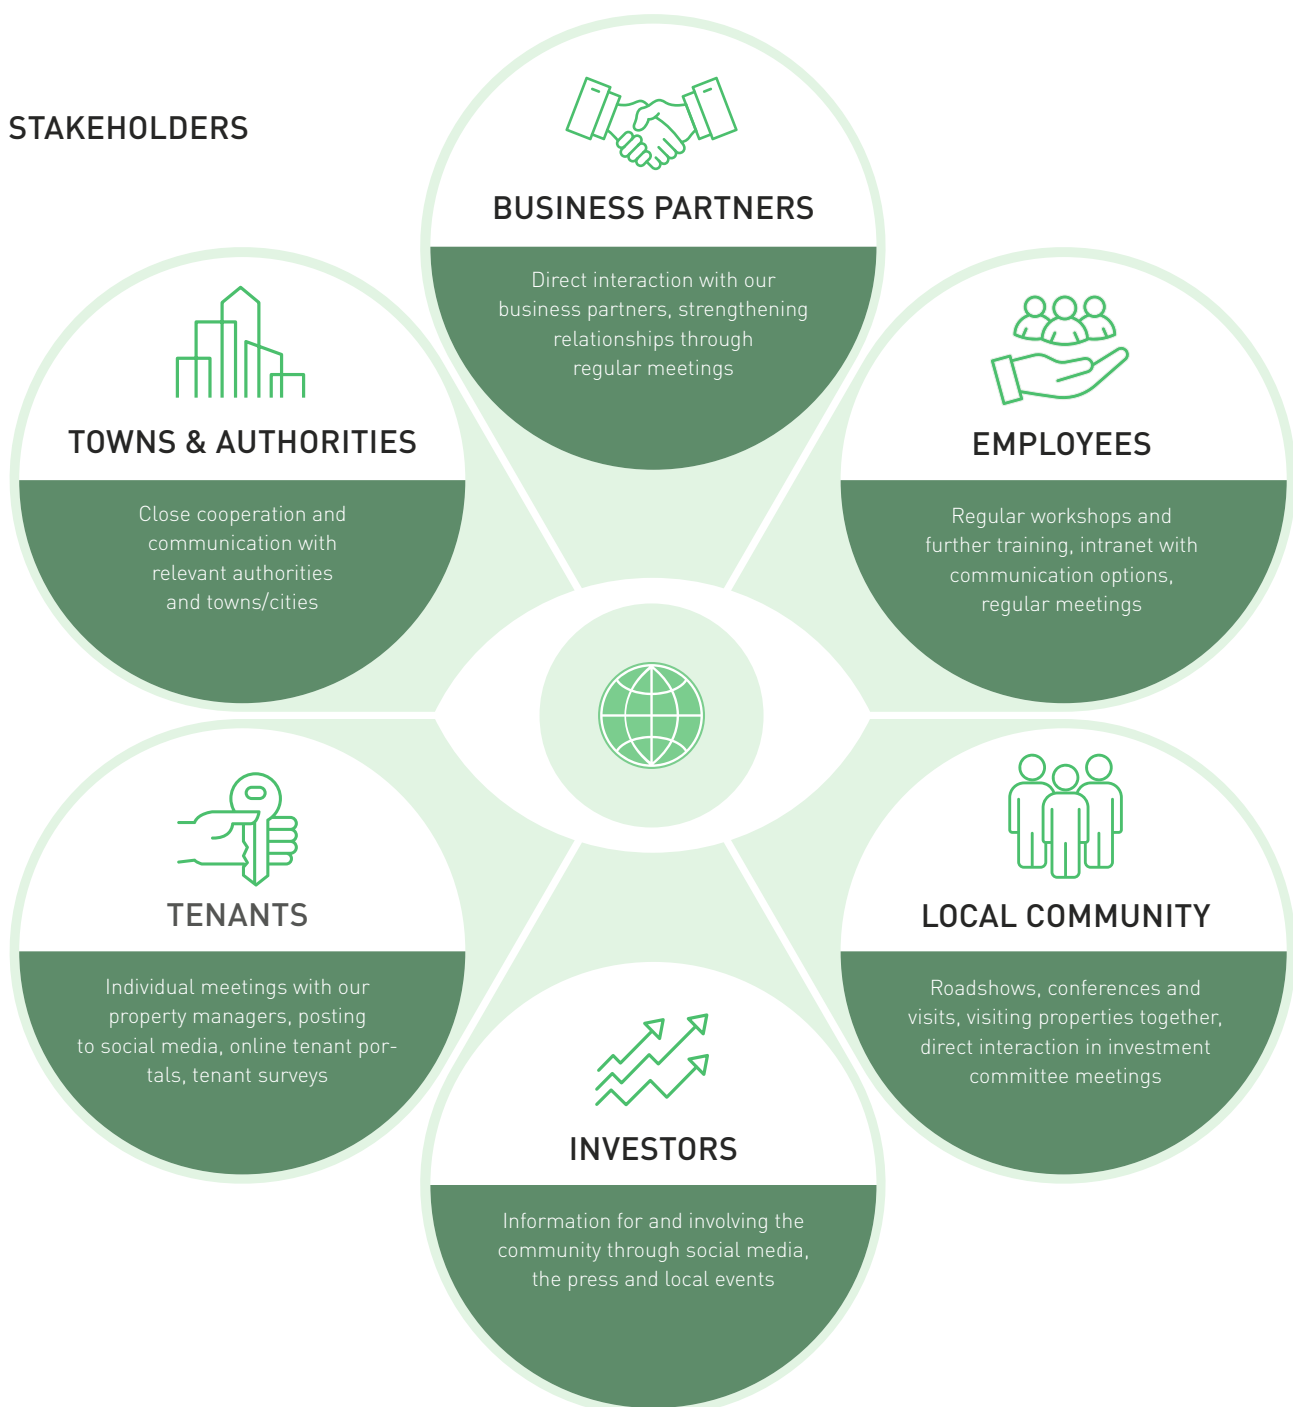 STAKEHOLDERS
BUSINESS PARTNERS
Direct interaction with our
business partners, strengthening
relationships through
regular meetings
TOWNS & AUTHORITIES
Close cooperation and
communication with
relevant authorities
and towns/cities
EMPLOYEES
Regular workshops and
further training, intranet with
communication options,
regular meetings
TENANTS
Individual meetings with our
property managers, posting
to social media, online tenant por-
tals, tenant surveys
LOCAL COMMUNITY
Roadshows, conferences and
visits, visiting properties together,
direct interaction in investment
committee meetings
INVESTORS
Information for and involving the
community through social media,
the press and local events